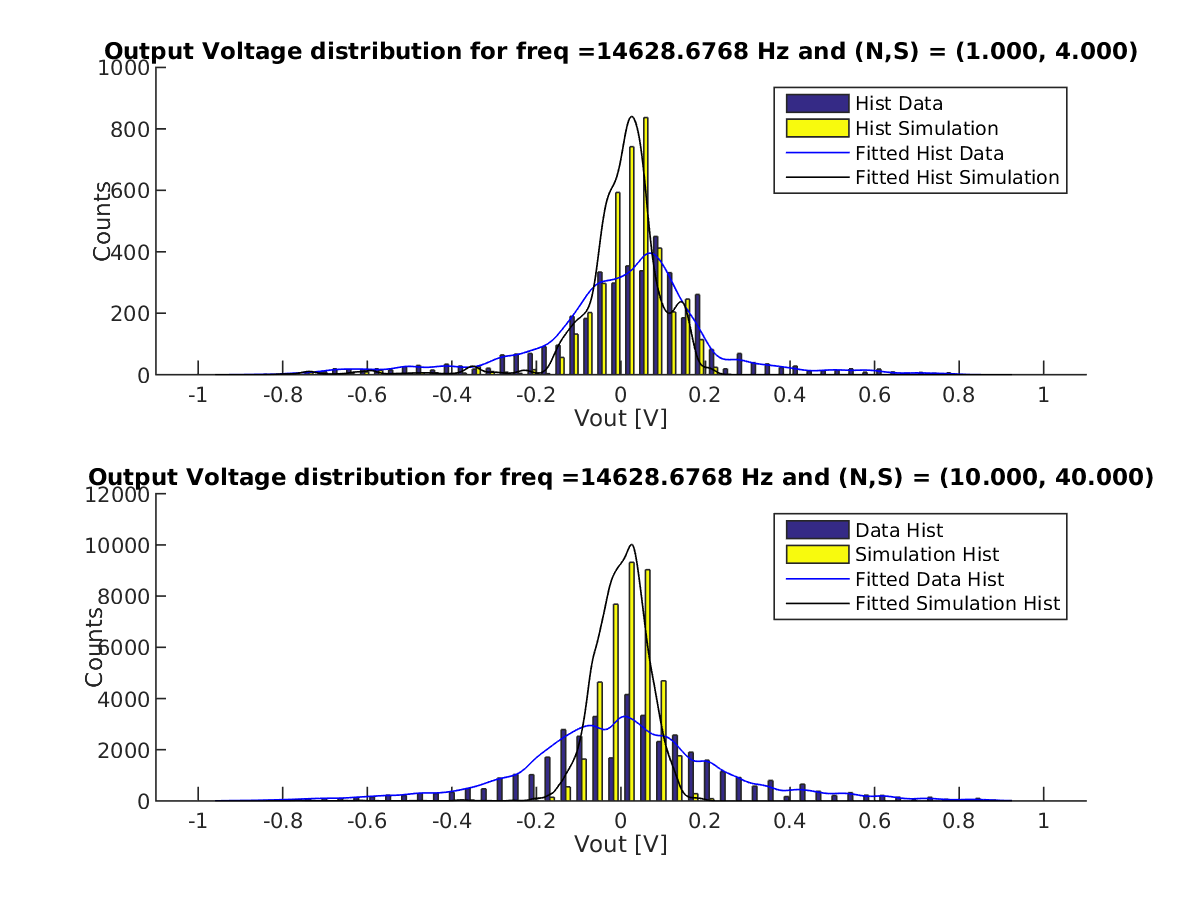 Output Voltage distribution for freq =14628.6768 Hz and (N,S) = (1.000, 4.000)
1000
800
600
400
200
0
Counts
Hist Data
Hist Simulation
Fitted Hist Data
Fitted Hist Simulation
-1 -0.8 -0.6 -0.4 -0.2 0 0.2 0.4 0.6 0.8 1
Vout [V]
Output Voltage distribution for freq =14628.6768 Hz and (N,S) = (10.000, 40.000)
12000
10000
8000
6000
4000
2000
0
Counts
Data Hist
Simulation Hist
Fitted Data Hist
Fitted Simulation Hist
-1 -0.8 -0.6 -0.4 -0.2 0 0.2 0.4 0.6 0.8 1
Vout [V]